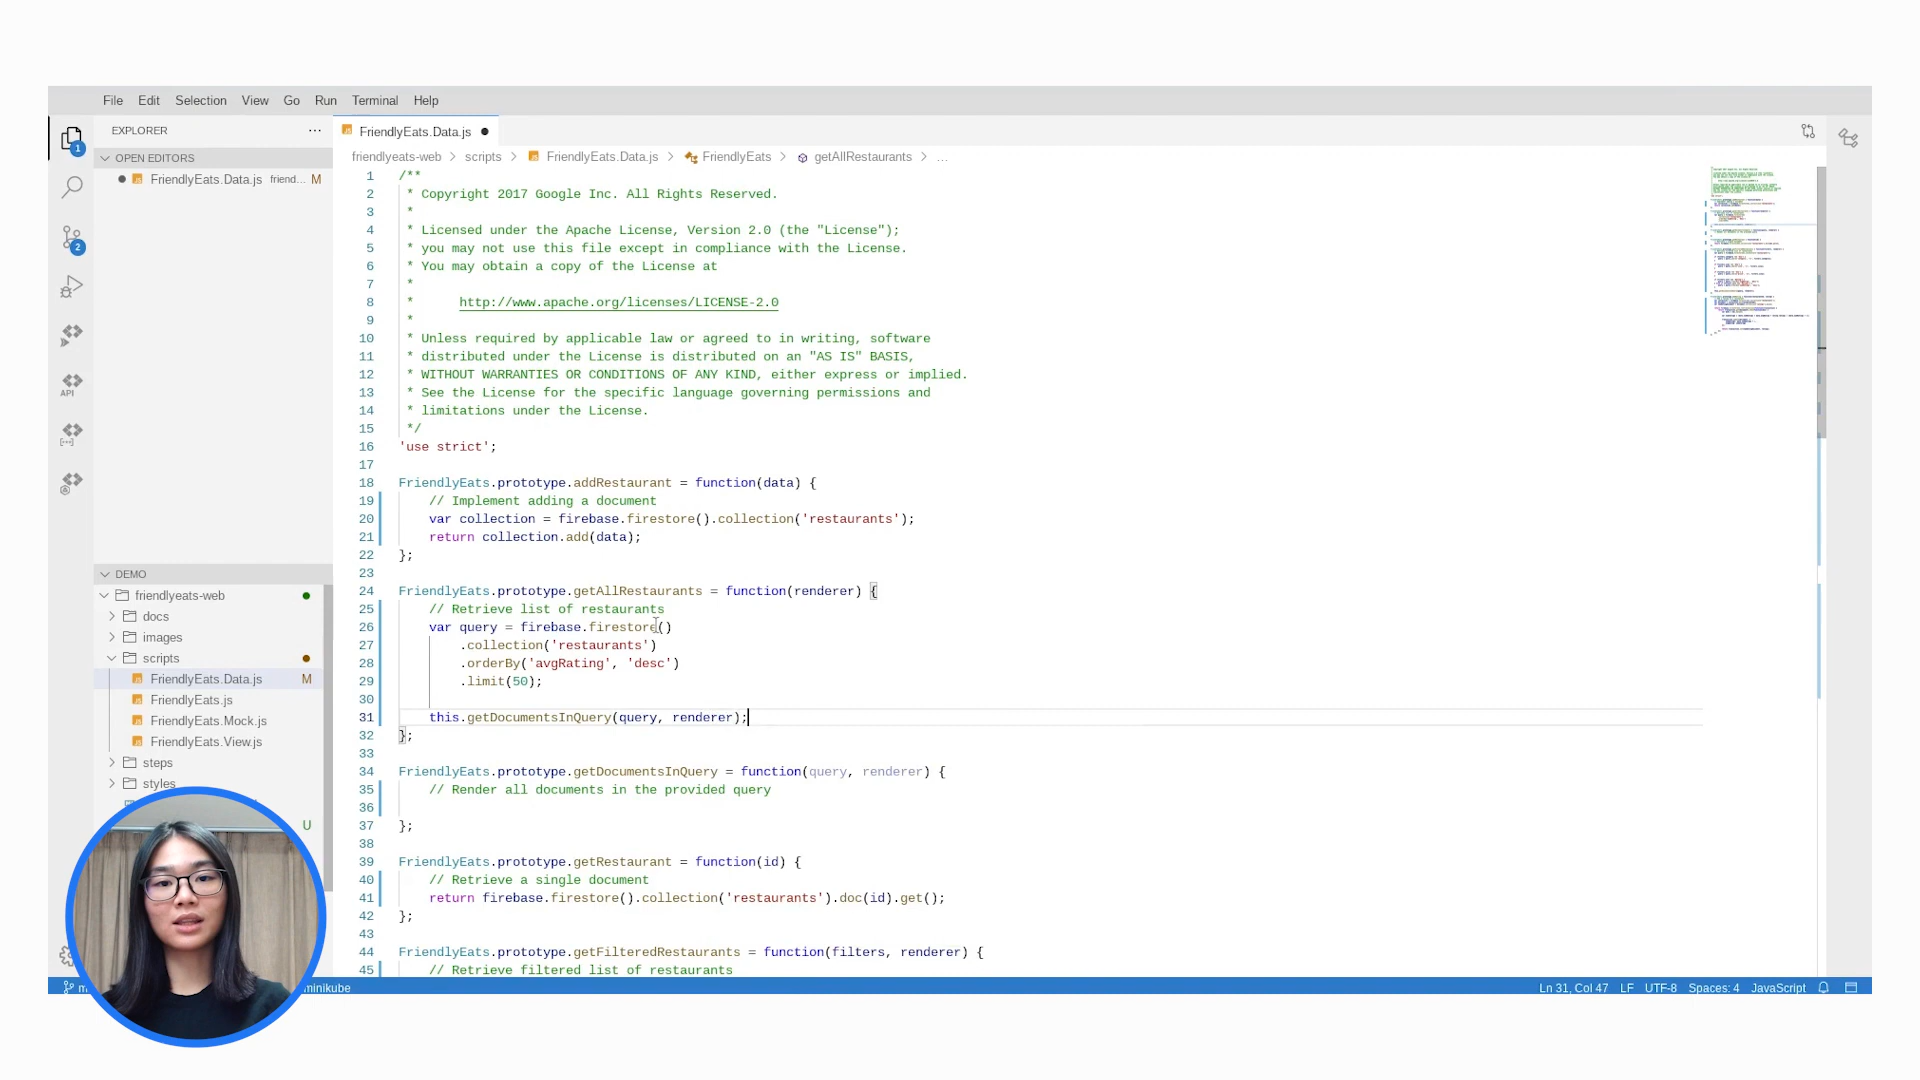 File Edit Selection View Go Run Terminal Help
EXPLORER
1
OPEN EDITORS
FriendlyEats.Data.js friend... M
2
API
DEMO
friendlyeats-web
docs
images
scripts
FriendlyEats.Data.js M
FriendlyEats.js
FriendlyEats.Mock.js
FriendlyEats.View.js
steps
styles
U
FriendlyEats.Data.js
friendlyeats-web > scripts > FriendlyEats.Data.js > FriendlyEats > getAllRestaurants > ...
1 /**
2 * Copyright 2017 Google Inc. All Rights Reserved.
3 *
4 * Licensed under the Apache License, Version 2.0 (the "License");
5 * you may not use this file except in compliance with the License.
6 * You may obtain a copy of the License at
7 *
8 * http://www.apache.org/licenses/LICENSE-2.0
9 *
10 * Unless required by applicable law or agreed to in writing, software
11 * distributed under the License is distributed on an "AS IS" BASIS,
12 * WITHOUT WARRANTIES OR CONDITIONS OF ANY KIND, either express or implied.
13 * See the License for the specific language governing permissions and
14 * limitations under the License.
15 */
16 'use strict';
17
18 FriendlyEats.prototype.addRestaurant = function(data) {
19 // Implement adding a document
20 var collection = firebase.firestore().collection('restaurants');
21 return collection.add(data);
22 };
23
24 FriendlyEats.prototype.getAllRestaurants = function(renderer) {
25 // Retrieve list of restaurants
26 var query = firebase.firestore()
27 .collection('restaurants')
28 .orderBy('avgRating', 'desc')
29 .limit(50);
30
31 this.getDocumentsInQuery(query, renderer);
32 };
33
34 FriendlyEats.prototype.getDocumentsInQuery = function(query, renderer) {
35 // Render all documents in the provided query
36
37 };
38
39 FriendlyEats.prototype.getRestaurant = function(id) {
40 // Retrieve a single document
41 return firebase.firestore().collection('restaurants').doc(id).get();
42 };
43
44 FriendlyEats.prototype.getFilteredRestaurants = function(filters, renderer) {
45 // Retrieve filtered list of restaurants
minikube
Ln 31, Col 47 LF UTF-8 Spaces: 4 JavaScript